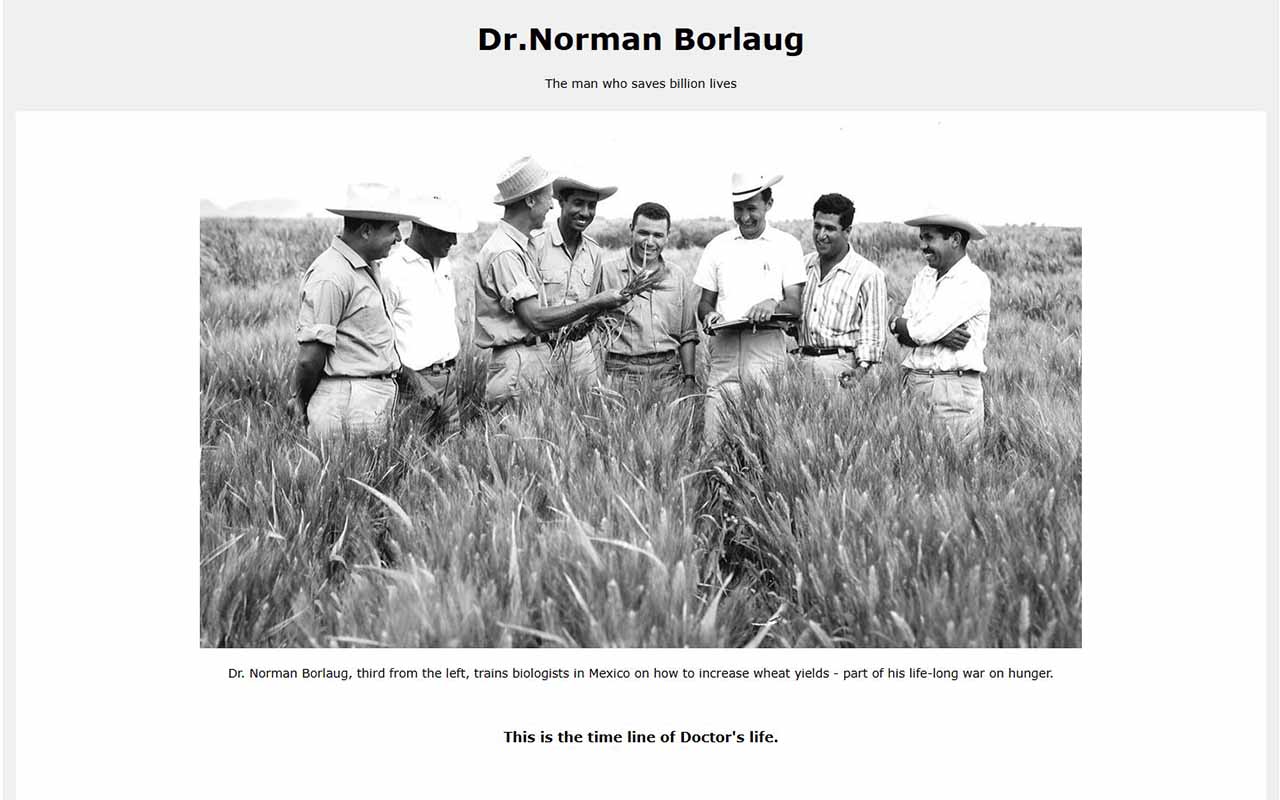 Dr.Norman Borlaug
The man who saves billion lives
Dr. Norman Borlaug, third from the left, trains biologists in Mexico on how to increase wheat yields - part of his life-long war on hunger.
This is the time line of Doctor's life.